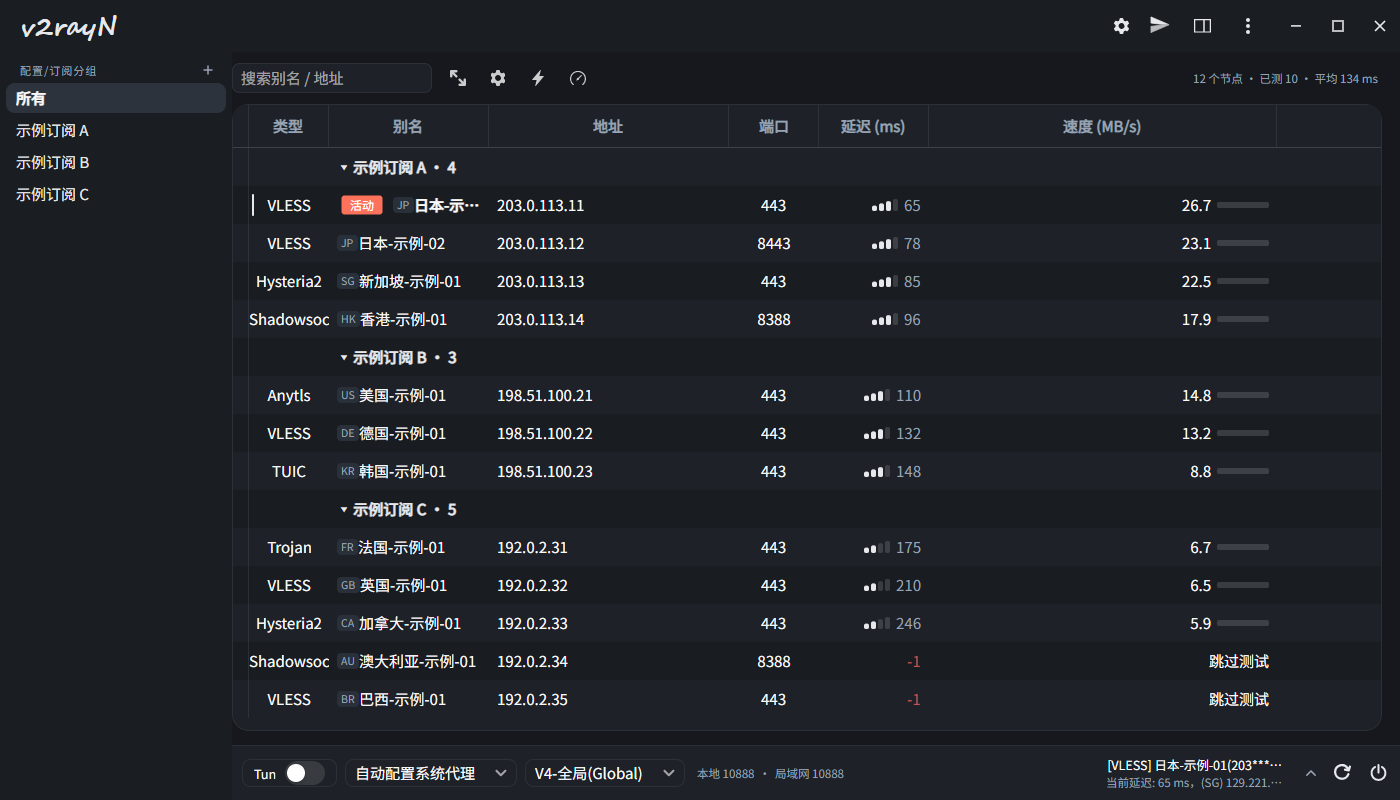 v2rayN
配置/订阅分组
所有
示例订阅 A
示例订阅 B
示例订阅 C
搜索别名 / 地址
12 个节点 • 已测 10 • 平均 134 ms
类型 别名 地址 端口 延迟 (ms) 速度 (MB/s)
示例订阅 A • 4
VLESS 活动 JP 日本-示… 203.0.113.11 443 65 26.7
VLESS JP 日本-示例-02 203.0.113.12 8443 78 23.1
Hysteria2 SG 新加坡-示例-01 203.0.113.13 443 85 22.5
Shadowsoc HK 香港-示例-01 203.0.113.14 8388 96 17.9
示例订阅 B • 3
Anytls US 美国-示例-01 198.51.100.21 443 110 14.8
VLESS DE 德国-示例-01 198.51.100.22 443 132 13.2
TUIC KR 韩国-示例-01 198.51.100.23 443 148 8.8
示例订阅 C • 5
Trojan FR 法国-示例-01 192.0.2.31 443 175 6.7
VLESS GB 英国-示例-01 192.0.2.32 443 210 6.5
Hysteria2 CA 加拿大-示例-01 192.0.2.33 443 246 5.9
Shadowsoc AU 澳大利亚-示例-01 192.0.2.34 8388 -1 跳过测试
VLESS BR 巴西-示例-01 192.0.2.35 443 -1 跳过测试
Tun 自动配置系统代理 V4-全局(Global) 本地 10888 • 局域网 10888
[VLESS] 日本-示例-01(203***…
当前延迟: 65 ms，(SG) 129.221.…